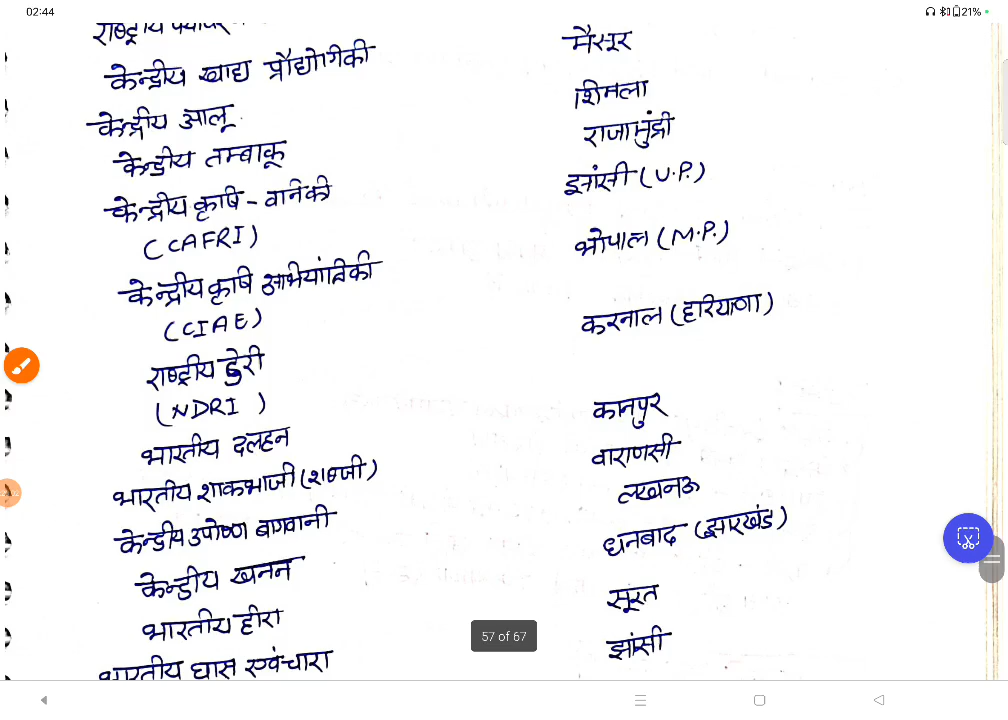 02:44
21%
राष्ट्रीय
मैसूर
केन्द्रीय खाद्य प्रौद्योगिकी
शिमला
केन्द्रीय आलू
राजामुंद्री
केन्द्रीय तम्बाकू
झांसी (U.P.)
केन्द्रीय कृषि - वानिकी
(CAFRI)
भोपाल (M.P.)
केन्द्रीय कृषि अभियांत्रिकी
(CIAE)
करनाल (हरियाणा)
राष्ट्रीय डेरी
(NDRI)
कानपुर
भारतीय दलहन
वाराणसी
भारतीय शाकभाजी (शब्जी)
लखनऊ
केन्द्रीय उपोष्ण बागवानी
धनबाद (झारखंड)
केन्द्रीय खनन
सूरत
भारतीय हीरा
57 of 67
झांसी
भारतीय घास एवं चारा